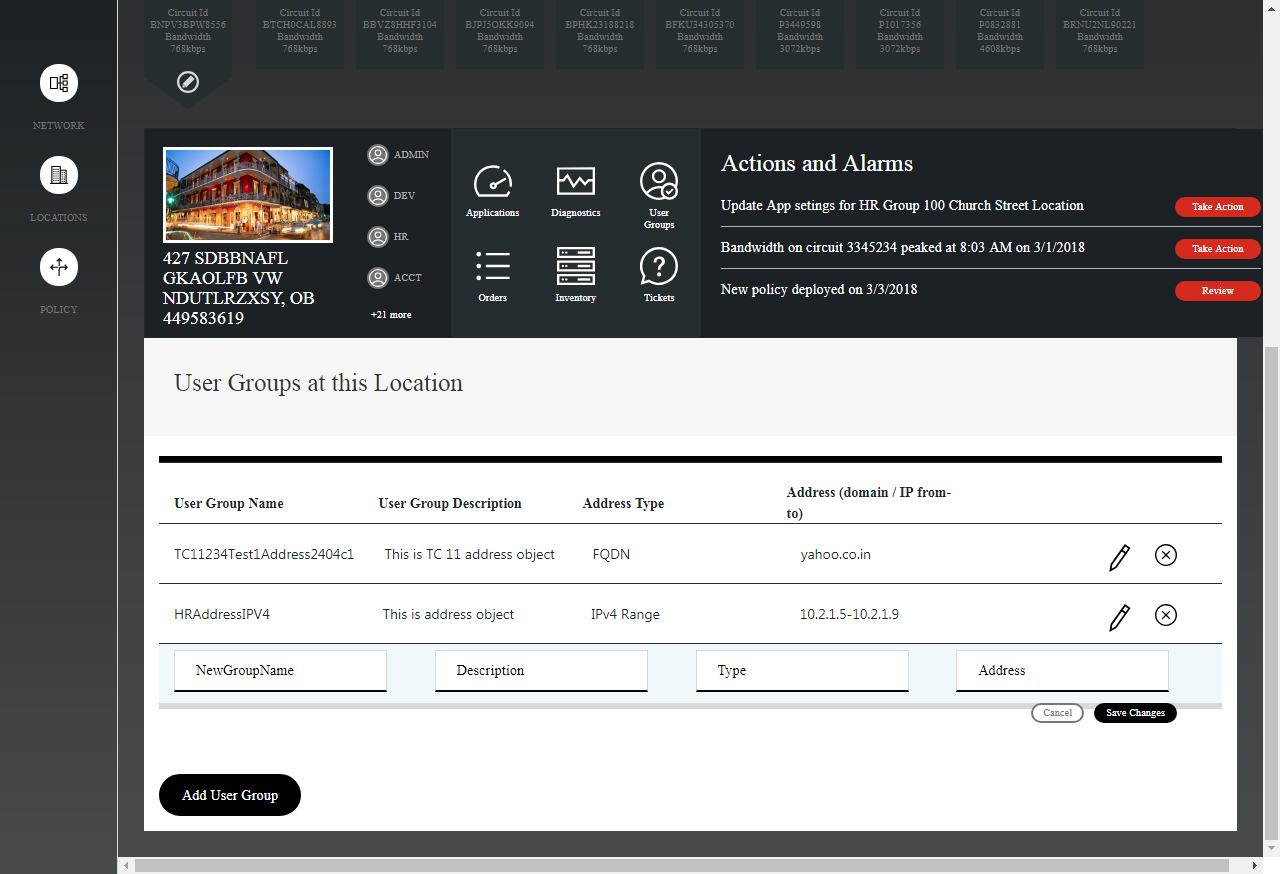 Circuit Id Circuit Id Circuit Id Circuit Id Circuit Id Circuit Id Circuit Id Circuit Id Circuit Id Circuit Id
BNPV3BPW8556 BTCH0CAL8893 BBVZ8HHF3104 BJPJ5OKK9094 BPHK23188218 BFKU34305370 P3449598 P1017356 P0832881 BRNU2NL90221
Bandwidth Bandwidth Bandwidth Bandwidth Bandwidth Bandwidth Bandwidth Bandwidth Bandwidth Bandwidth
768kbps 768kbps 768kbps 768kbps 768kbps 768kbps 3072kbps 3072kbps 4608kbps 768kbps
NETWORK
LOCATIONS
POLICY
427 SDBBNAFL
GKAOLFB VW
NDUTLRZXSY, OB
449583619
ADMIN
DEV
HR
ACCT
+21 more
Applications
Diagnostics
User
Groups
Orders
Inventory
Tickets
Actions and Alarms
Update App setings for HR Group 100 Church Street Location
Take Action
Bandwidth on circuit 3345234 peaked at 8:03 AM on 3/1/2018
Take Action
New policy deployed on 3/3/2018
Review
User Groups at this Location
User Group Name User Group Description Address Type Address (domain / IP from-
to)
TC11234Test1Address2404c1 This is TC 11 address object FQDN yahoo.co.in
HRAddressIPV4 This is address object IPv4 Range 10.2.1.5-10.2.1.9
NewGroupName Description Type Address
Cancel Save Changes
Add User Group